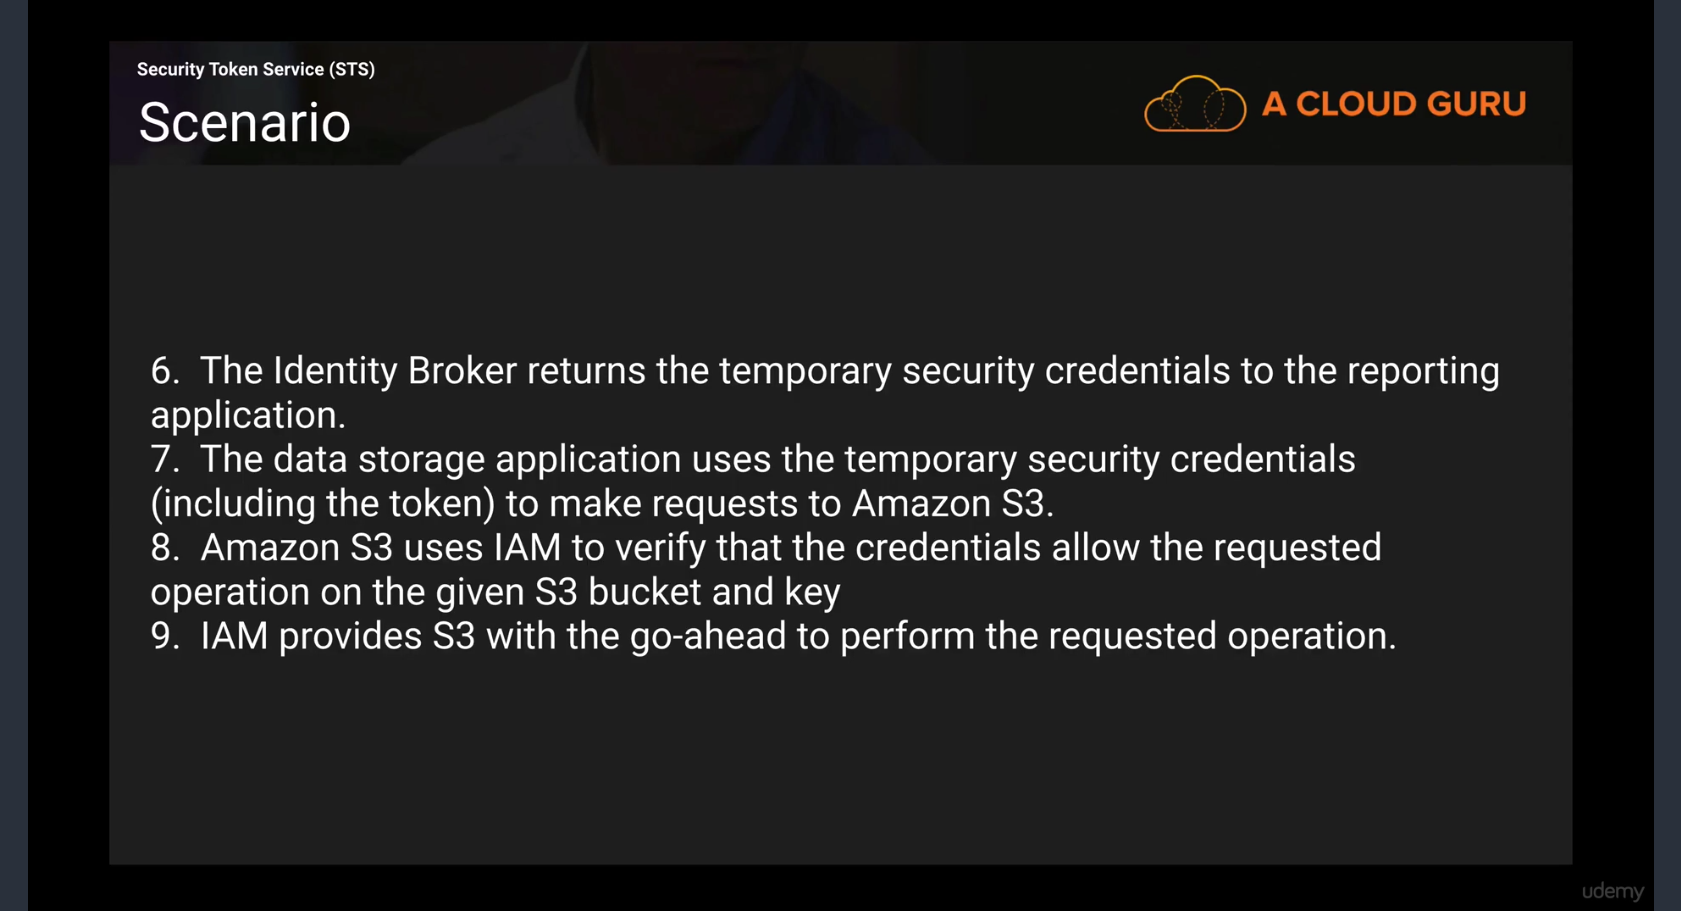 Security Token Service (STS)
Scenario
A CLOUD GURU
6. The Identity Broker returns the temporary security credentials to the reporting
application.
7. The data storage application uses the temporary security credentials
(including the token) to make requests to Amazon S3.
8. Amazon S3 uses IAM to verify that the credentials allow the requested
operation on the given S3 bucket and key
9. IAM provides S3 with the go-ahead to perform the requested operation.
udemy